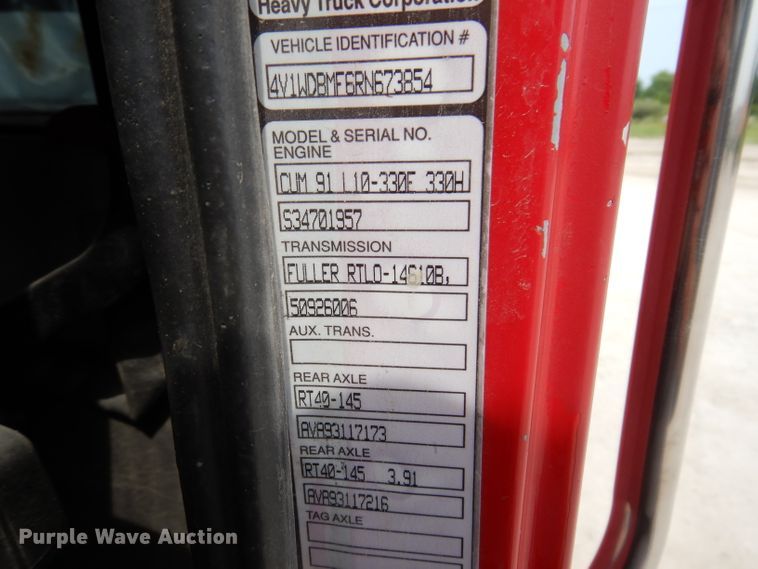 Heavy Truck Corporation
VEHICLE IDENTIFICATION #
4V1WDBMF6RN673854
MODEL & SERIAL NO.
ENGINE
CUM 91 L10-330E 330H
S34701957
TRANSMISSION
FULLER RTLO-14610B,
S0926006
AUX. TRANS.
REAR AXLE
RT40-145
AVA93117173
REAR AXLE
RT40-145 3.91
AVA93117216
TAG AXLE
Purple Wave Auction